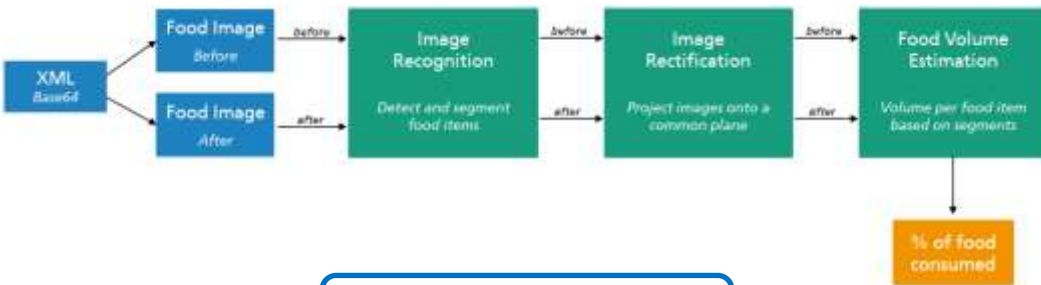 XML
Base64
Food Image
Before
Food Image
After
before
after
Image
Recognition
Detect and segment
food items
before
after
Image
Rectification
Project images onto a
common plane
before
after
Food Volume
Estimation
Volume per food item
based on segments
% of food
consumed